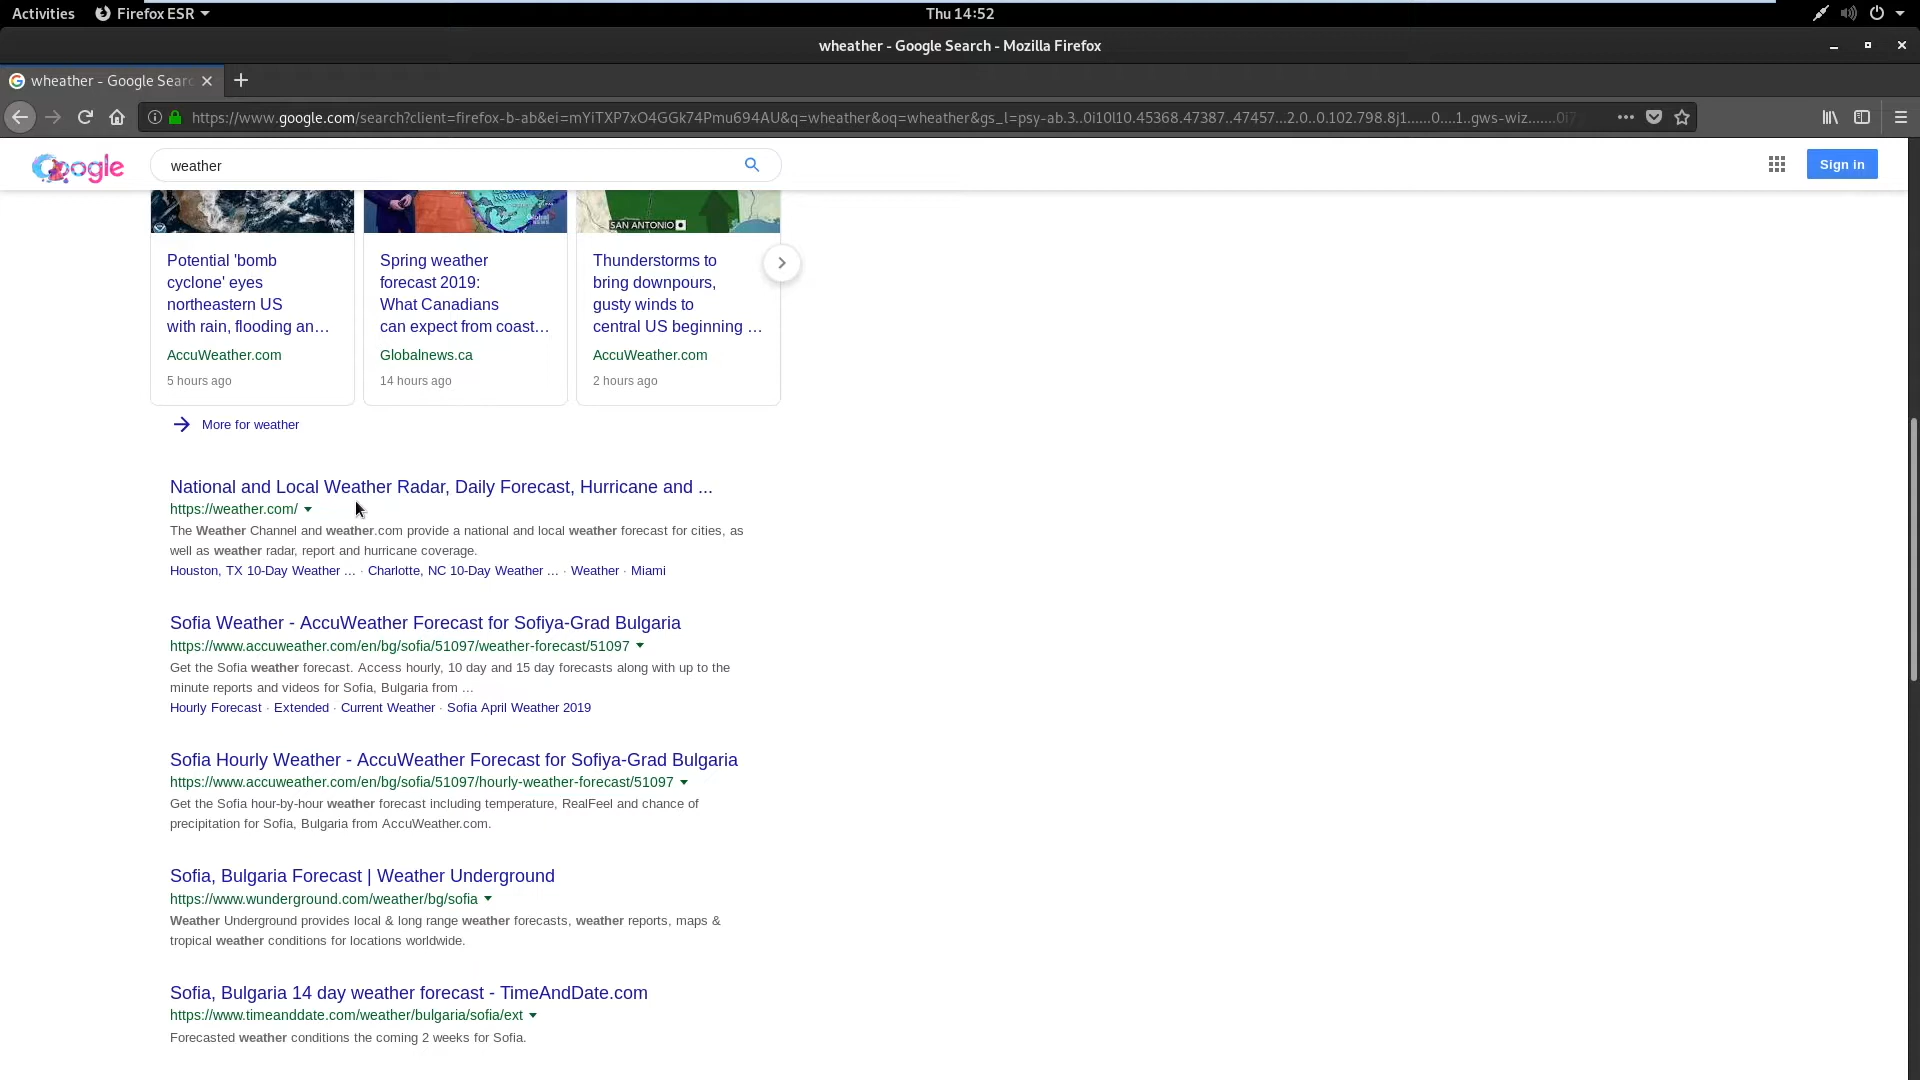 Activities Firefox ESR Thu 14:52
wheather - Google Search - Mozilla Firefox
wheather - Google Searc
https://www.google.com/search?client=firefox-b-ab&ei=mYiTXP7xO4GGk74Pmu694AU&q=wheather&oq=wheather&gs_l=psy-ab.3..0i10l10.45368.47387..47457...2.0..0.102.798.8j1......0....1..gws-wiz.......0i7
Google weather Sign in
Normal
Global
SAN ANTONIO
Potential 'bomb
cyclone' eyes
northeastern US
with rain, flooding an…
AccuWeather.com
5 hours ago
Spring weather
forecast 2019:
What Canadians
can expect from coast…
Globalnews.ca
14 hours ago
Thunderstorms to
bring downpours,
gusty winds to
central US beginning …
AccuWeather.com
2 hours ago
More for weather
National and Local Weather Radar, Daily Forecast, Hurricane and ...
https://weather.com/
The Weather Channel and weather.com provide a national and local weather forecast for cities, as
well as weather radar, report and hurricane coverage.
Houston, TX 10-Day Weather ... · Charlotte, NC 10-Day Weather ... · Weather · Miami
Sofia Weather - AccuWeather Forecast for Sofiya-Grad Bulgaria
https://www.accuweather.com/en/bg/sofia/51097/weather-forecast/51097
Get the Sofia weather forecast. Access hourly, 10 day and 15 day forecasts along with up to the
minute reports and videos for Sofia, Bulgaria from ...
Hourly Forecast · Extended · Current Weather · Sofia April Weather 2019
Sofia Hourly Weather - AccuWeather Forecast for Sofiya-Grad Bulgaria
https://www.accuweather.com/en/bg/sofia/51097/hourly-weather-forecast/51097
Get the Sofia hour-by-hour weather forecast including temperature, RealFeel and chance of
precipitation for Sofia, Bulgaria from AccuWeather.com.
Sofia, Bulgaria Forecast | Weather Underground
https://www.wunderground.com/weather/bg/sofia
Weather Underground provides local & long range weather forecasts, weather reports, maps &
tropical weather conditions for locations worldwide.
Sofia, Bulgaria 14 day weather forecast - TimeAndDate.com
https://www.timeanddate.com/weather/bulgaria/sofia/ext
Forecasted weather conditions the coming 2 weeks for Sofia.